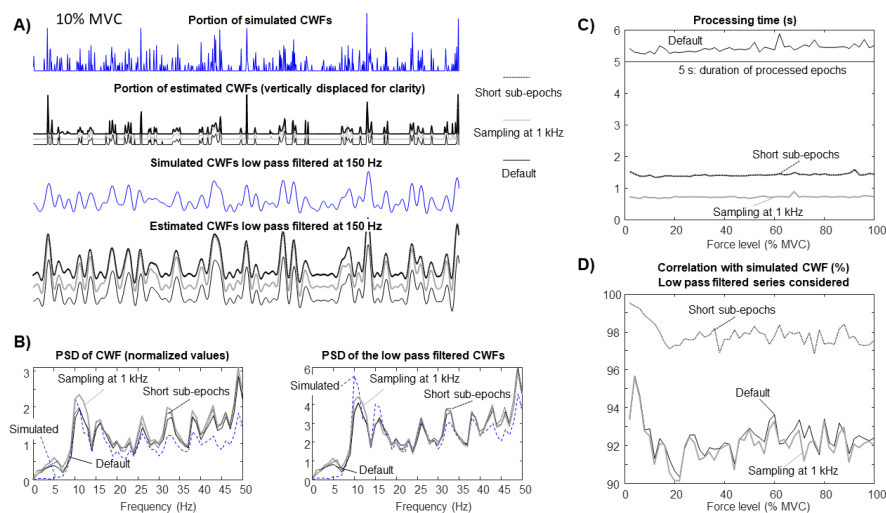 A)
10% MVC
Portion of simulated CWFs
Portion of estimated CWFs (vertically displaced for clarity)
Simulated CWFs low pass filtered at 150 Hz
Estimated CWFs low pass filtered at 150 Hz
Short sub-epochs
Sampling at 1 kHz
Default
B)
PSD of CWF (normalized values)
3
2
1
0
Sampling at 1 kHz
Short sub-epochs
Simulated
Default
0 5 10 15 20 25 30 35 40 45 50
Frequency (Hz)
PSD of the low pass filtered CWFs
6
5
4
3
2
1
0
Simulated
Sampling at 1 kHz
Short sub-epochs
Default
0 5 10 15 20 25 30 35 40 45 50
Frequency (Hz)
C)
Processing time (s)
6
5
4
3
2
1
0
Default
5 s: duration of processed epochs
Short sub-epochs
Sampling at 1 kHz
0 20 40 60 80 100
Force level (% MVC)
D)
Correlation with simulated CWF (%)
Low pass filtered series considered
100
98
96
94
92
90
Short sub-epochs
Default
Sampling at 1 kHz
0 20 40 60 80 100
Force level (% MVC)